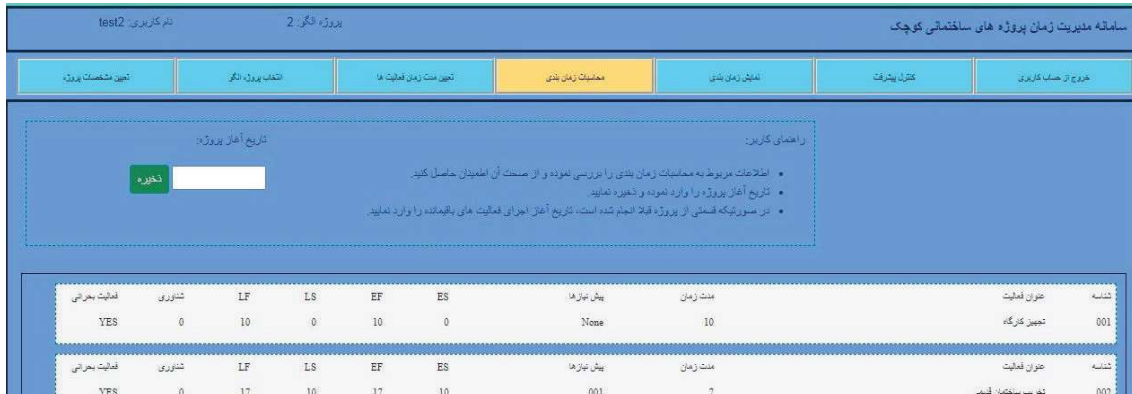 سامانه مدیریت زمان پروژه های ساختمانی کوچک پروژه الگو: 2 نام کاربری: test2
خروج از حساب کاربری کنترل پیشرفت نمایش زمان بندی محاسبات زمان بندی تعیین مدت زمان فعالیت ها انتخاب پروژه الگو تعیین مشخصات پروژه
راهنمای کاربر:
اطلاعات مربوط به محاسبات زمان بندی را بررسی نموده و از صحت آن اطمینان حاصل کنید.
تاریخ آغاز پروژه را وارد نموده و ذخیره نمایید.
در صورتیکه قسمتی از پروژه قبلا انجام شده است، تاریخ آغاز اجرای فعالیت های باقیمانده را وارد نمایید.
تاریخ آغاز پروژه:
ذخیره
شناسه عنوان فعالیت مدت زمان پیش نیازها ES EF LS LF شناوری فعالیت بحرانی
001 تجهیز کارگاه 10 None 0 10 0 10 0 YES
شناسه عنوان فعالیت مدت زمان پیش نیازها ES EF LS LF شناوری فعالیت بحرانی
002 تخریب ساختمان قدیمی 7 001 10 17 10 17 0 YES